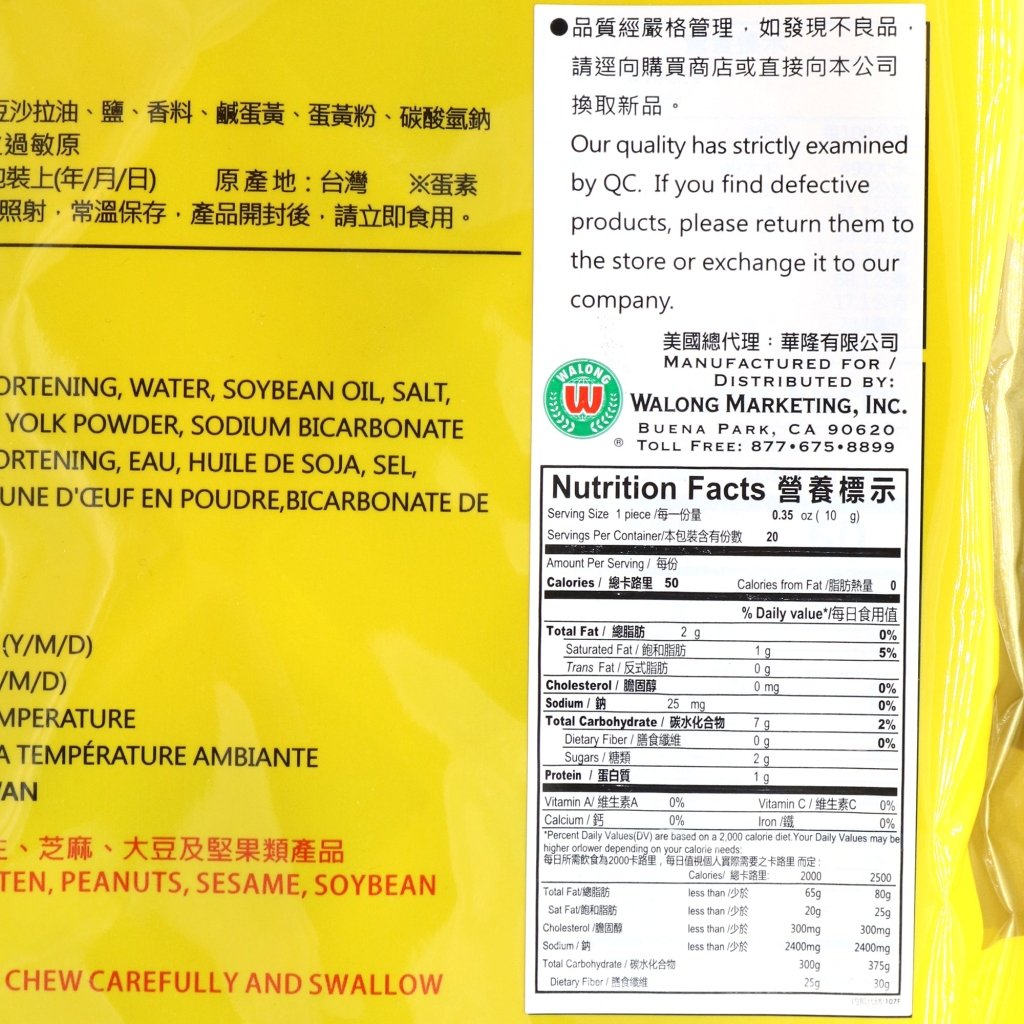 豆沙拉油、鹽、香料、鹹蛋黃、蛋黃粉、碳酸氫鈉
過敏原
包裝上(年/月/日) 原產地:台灣 ※蛋素
照射,常溫保存,產品開封後,請立即食用。
ORTENING, WATER, SOYBEAN OIL, SALT,
YOLK POWDER, SODIUM BICARBONATE
ORTENING, EAU, HUILE DE SOJA, SEL,
UNE D'ŒUF EN POUDRE,BICARBONATE DE
(Y/M/D)
/M/D)
MPERATURE
A TEMPÉRATURE AMBIANTE
VAN
、芝麻、大豆及堅果類產品
TEN, PEANUTS, SESAME, SOYBEAN
CHEW CAREFULLY AND SWALLOW
●品質經嚴格管理,如發現不良品,
請逕向購買商店或直接向本公司
換取新品。
Our quality has strictly examined
by QC. If you find defective
products, please return them to
the store or exchange it to our
company.
美國總代理:華隆有限公司
MANUFACTURED FOR /
DISTRIBUTED BY:
WALONG MARKETING, INC.
BUENA PARK, CA 90620
TOLL FREE: 877•675•8899
WALONG
W
®
Nutrition Facts 營養標示
Serving Size 1 piece /每一份量 0.35 oz ( 10 g)
Servings Per Container/本包裝含有份數 20
Amount Per Serving / 每份
Calories / 總卡路里 50 Calories from Fat /脂肪熱量 0
% Daily value*/每日食用值
Total Fat / 總脂肪 2 g 0%
Saturated Fat / 飽和脂肪 1 g 5%
Trans Fat / 反式脂肪 0 g
Cholesterol / 膽固醇 0 mg 0%
Sodium / 鈉 25 mg 0%
Total Carbohydrate / 碳水化合物 7 g 2%
Dietary Fiber / 膳食纖維 0 g 0%
Sugars / 糖類 2 g
Protein / 蛋白質 1 g
Vitamin A/ 維生素A 0% Vitamin C / 維生素C 0%
Calcium / 鈣 0% Iron /鐵 0%
*Percent Daily Values(DV) are based on a 2,000 calorie diet.Your Daily Values may be
higher orlower depending on your calorie needs:
每日所需飲食為2000卡路里,每日值視個人實際需要之卡路里 而定:
Calories/ 總卡路里: 2000 2500
Total Fat/總脂肪 less than /少於 65g 80g
Sat Fat/飽和脂肪 less than /少於 20g 25g
Cholesterol /膽固醇 less than /少於 300mg 300mg
Sodium / 鈉 less than /少於 2400mg 2400mg
Total Carbohydrate / 碳水化合物 300g 375g
Dietary Fiber / 膳食纖維 25g 30g